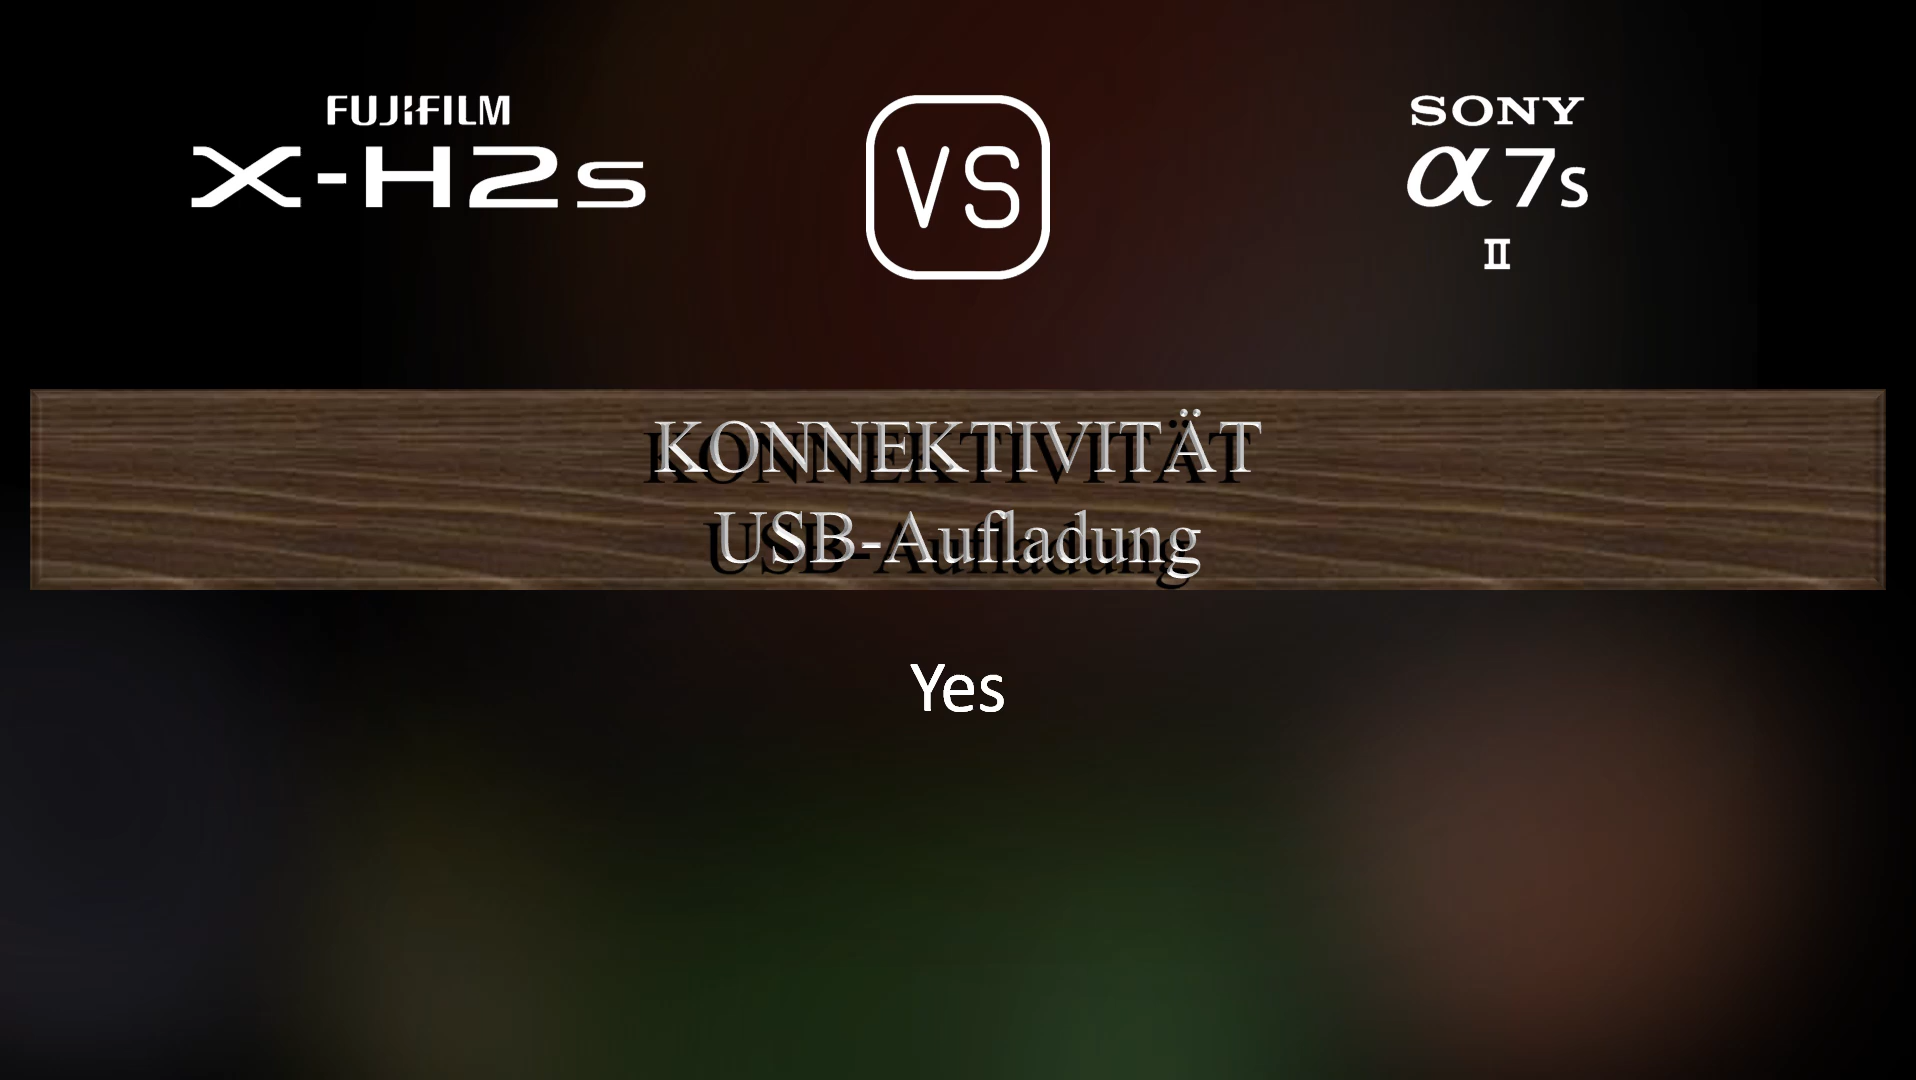 FUJIFILM
X-H2s
VS
SONY
α7s
II
KONNEKTIVITÄT
USB-Aufladung
Yes